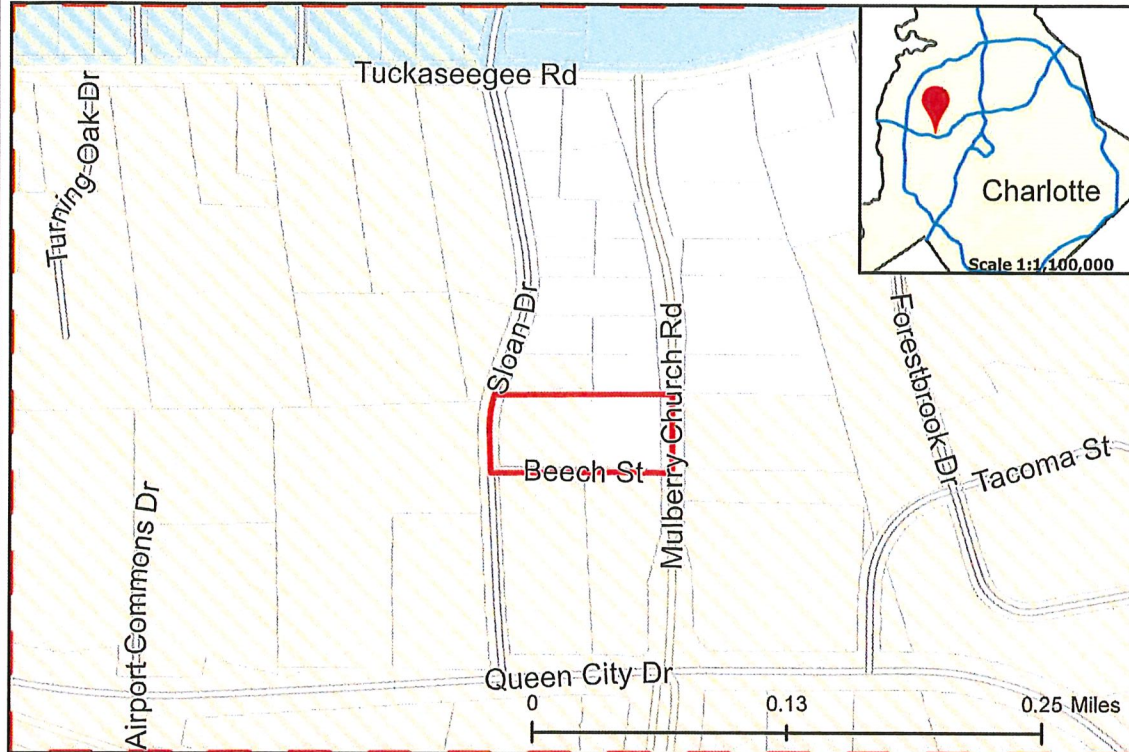 Tuckaseegee Rd
Turning Oak Dr
Charlotte
Scale 1:1,100,000
Sloan Dr
Mulberry Church Rd
Forestbrook Dr
Beech St
Tacoma St
Airport Commons Dr
Queen City Dr
0 0.13 0.25 Miles